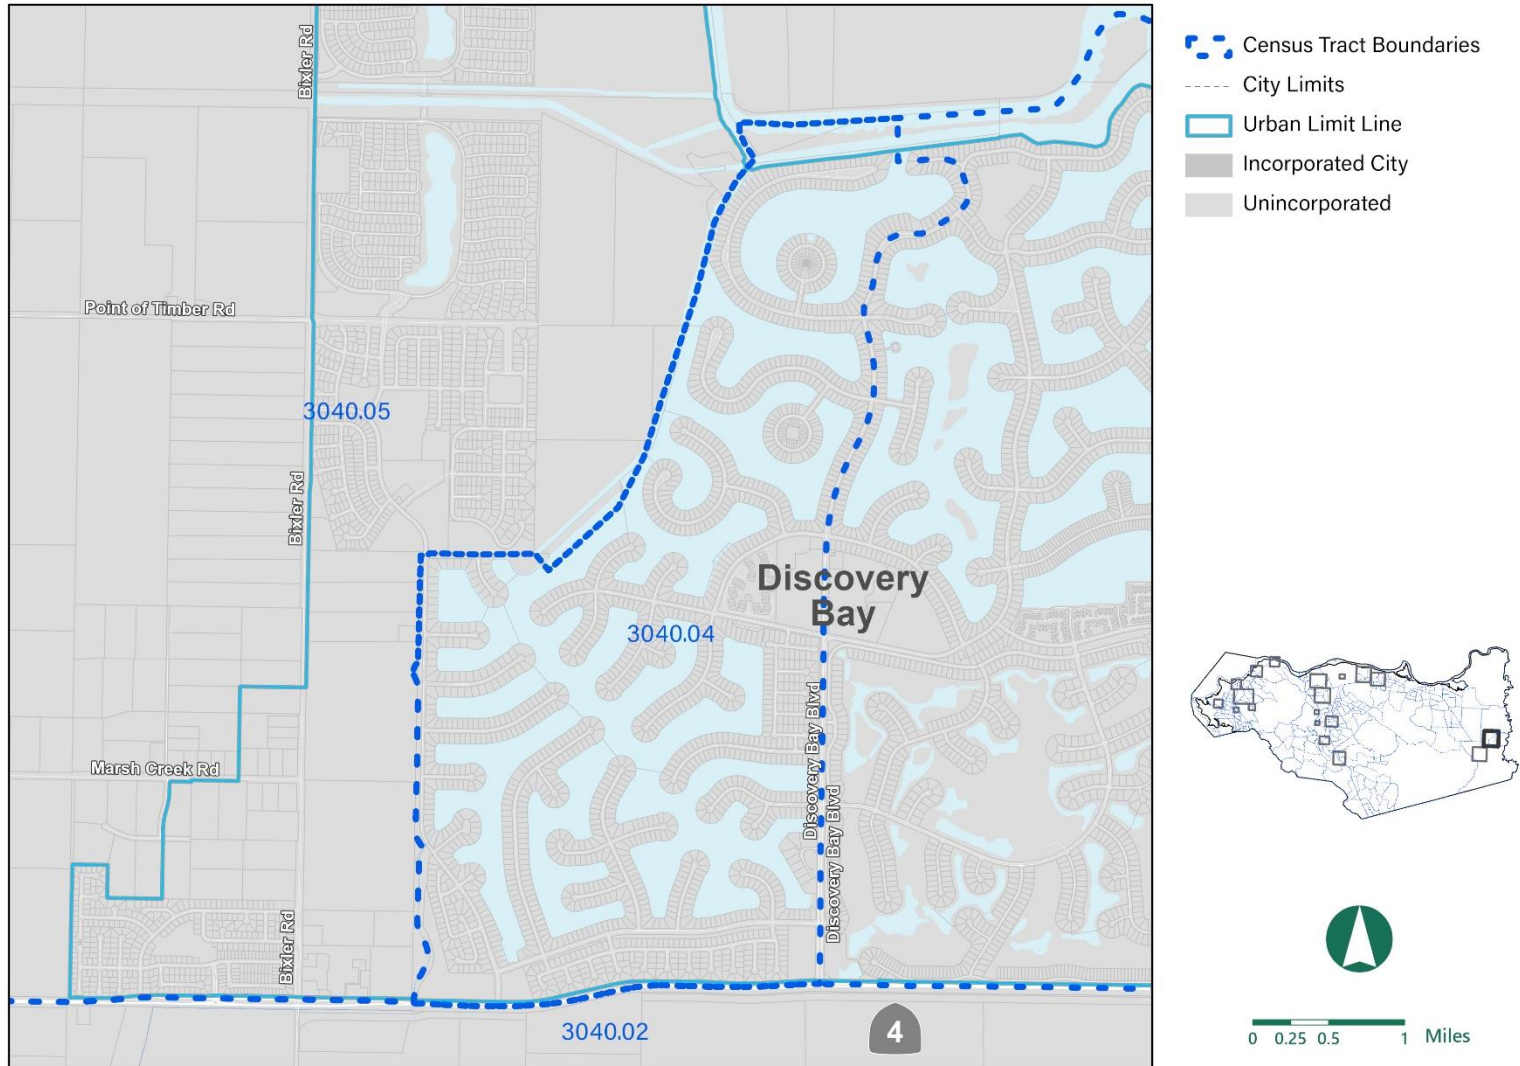 Bixler Rd
Point of Timber Rd
3040.05
Bixler Rd
Discovery
Bay
3040.04
Discovery Bay Blvd
Discovery Bay Blvd
Marsh Creek Rd
Bixler Rd
3040.02
4
Census Tract Boundaries
City Limits
Urban Limit Line
Incorporated City
Unincorporated
0 0.25 0.5 1 Miles